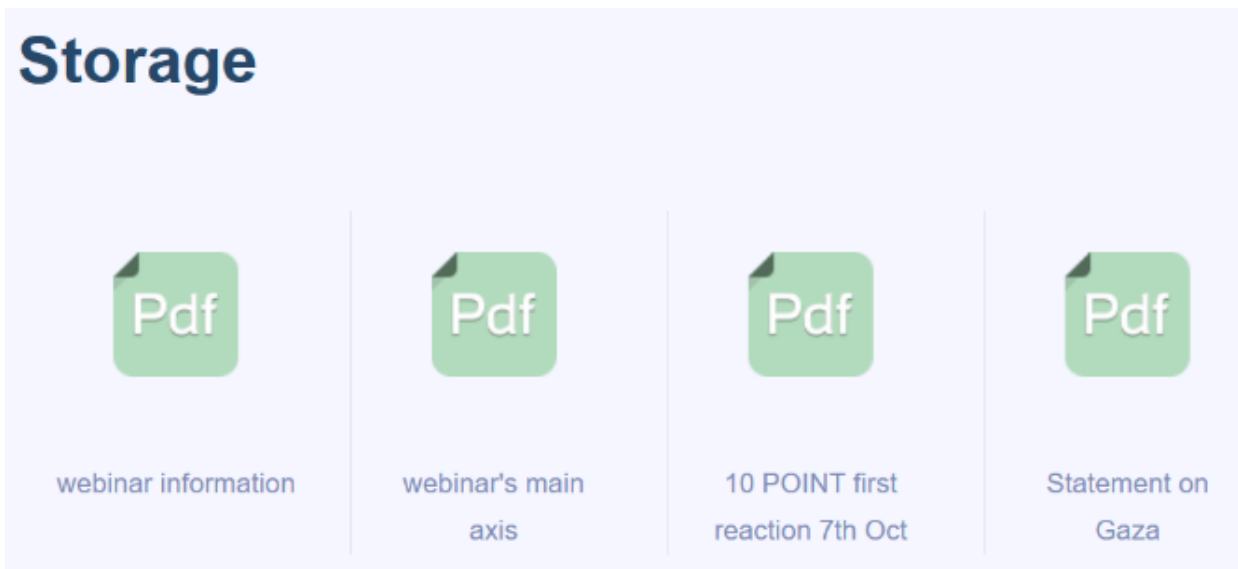 Storage
Pdf
Pdf
Pdf
Pdf
webinar information
webinar's main
axis
10 POINT first
reaction 7th Oct
Statement on
Gaza